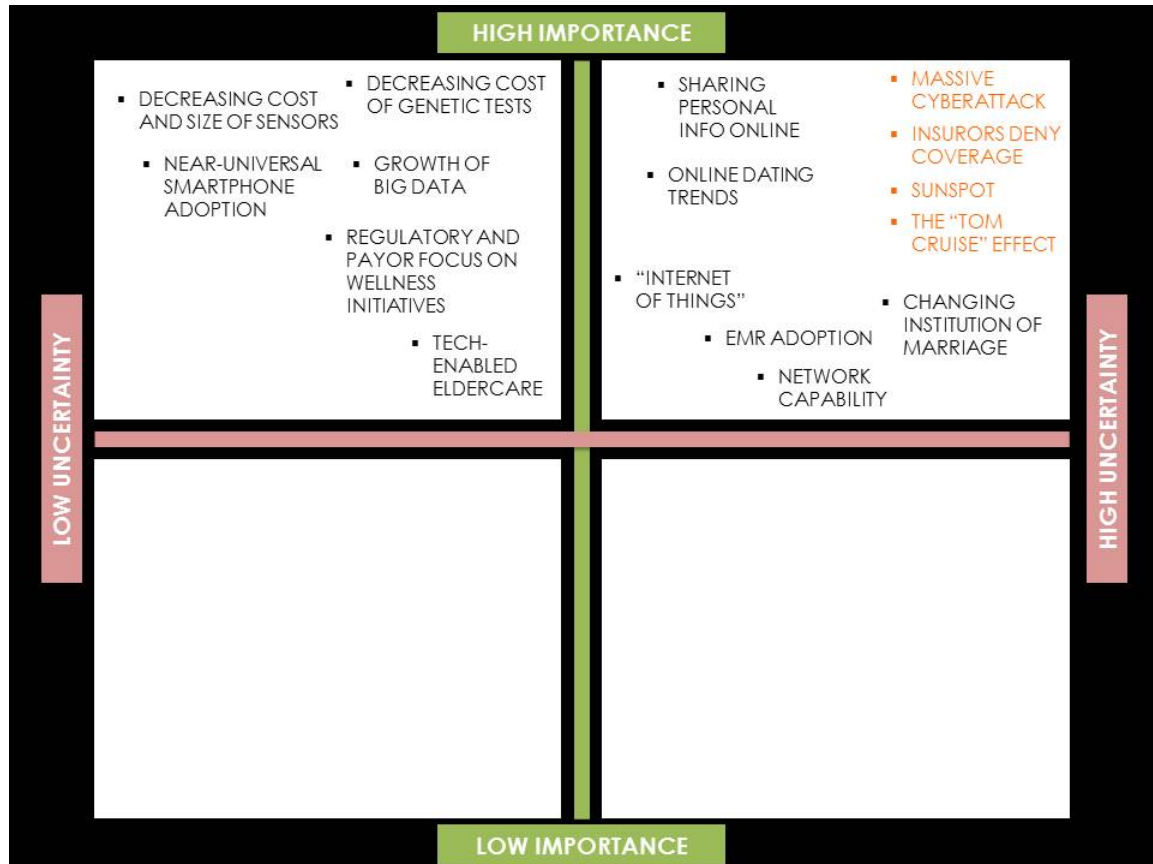 HIGH IMPORTANCE
▪ DECREASING COST
AND SIZE OF SENSORS
▪ DECREASING COST
OF GENETIC TESTS
▪ NEAR-UNIVERSAL
SMARTPHONE
ADOPTION
▪ GROWTH OF
BIG DATA
▪ REGULATORY AND
PAYOR FOCUS ON
WELLNESS
INITIATIVES
▪ TECH-
ENABLED
ELDERCARE
▪ SHARING
PERSONAL
INFO ONLINE
▪ ONLINE DATING
TRENDS
▪ MASSIVE
CYBERATTACK
▪ INSURORS DENY
COVERAGE
▪ SUNSPOT
▪ THE “TOM
CRUISE” EFFECT
▪ “INTERNET
OF THINGS”
▪ EMR ADOPTION
▪ NETWORK
CAPABILITY
▪ CHANGING
INSTITUTION OF
MARRIAGE
LOW UNCERTAINTY
HIGH UNCERTAINTY
LOW IMPORTANCE